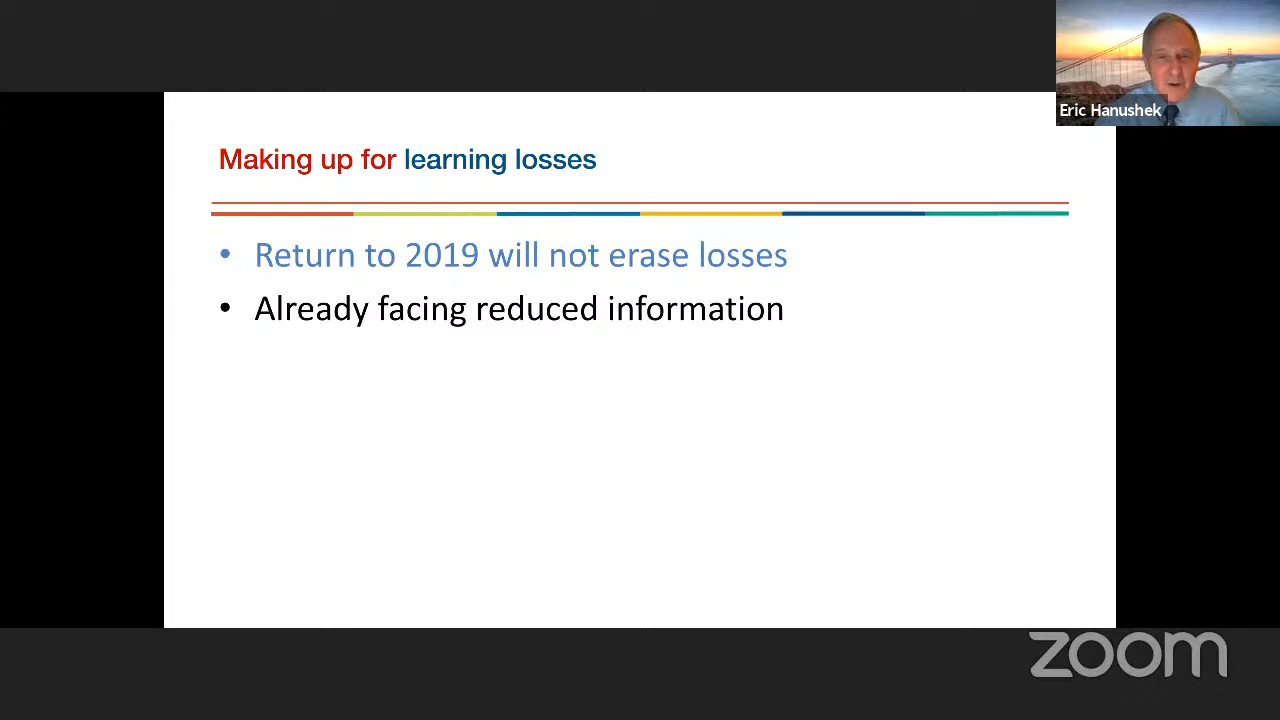 Eric Hanushek
Making up for learning losses
• Return to 2019 will not erase losses
• Already facing reduced information
zoom